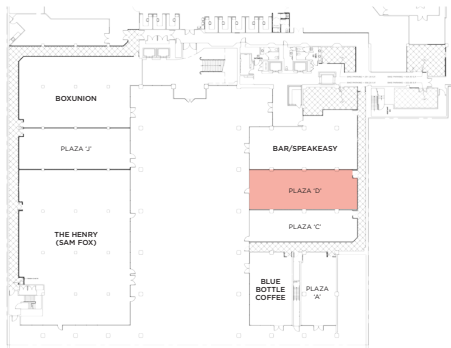 BOXUNION
PLAZA 'J'
THE HENRY
(SAM FOX)
BAR/SPEAKEASY
PLAZA 'D'
PLAZA 'C'
BLUE
BOTTLE
COFFEE
PLAZA
'A'